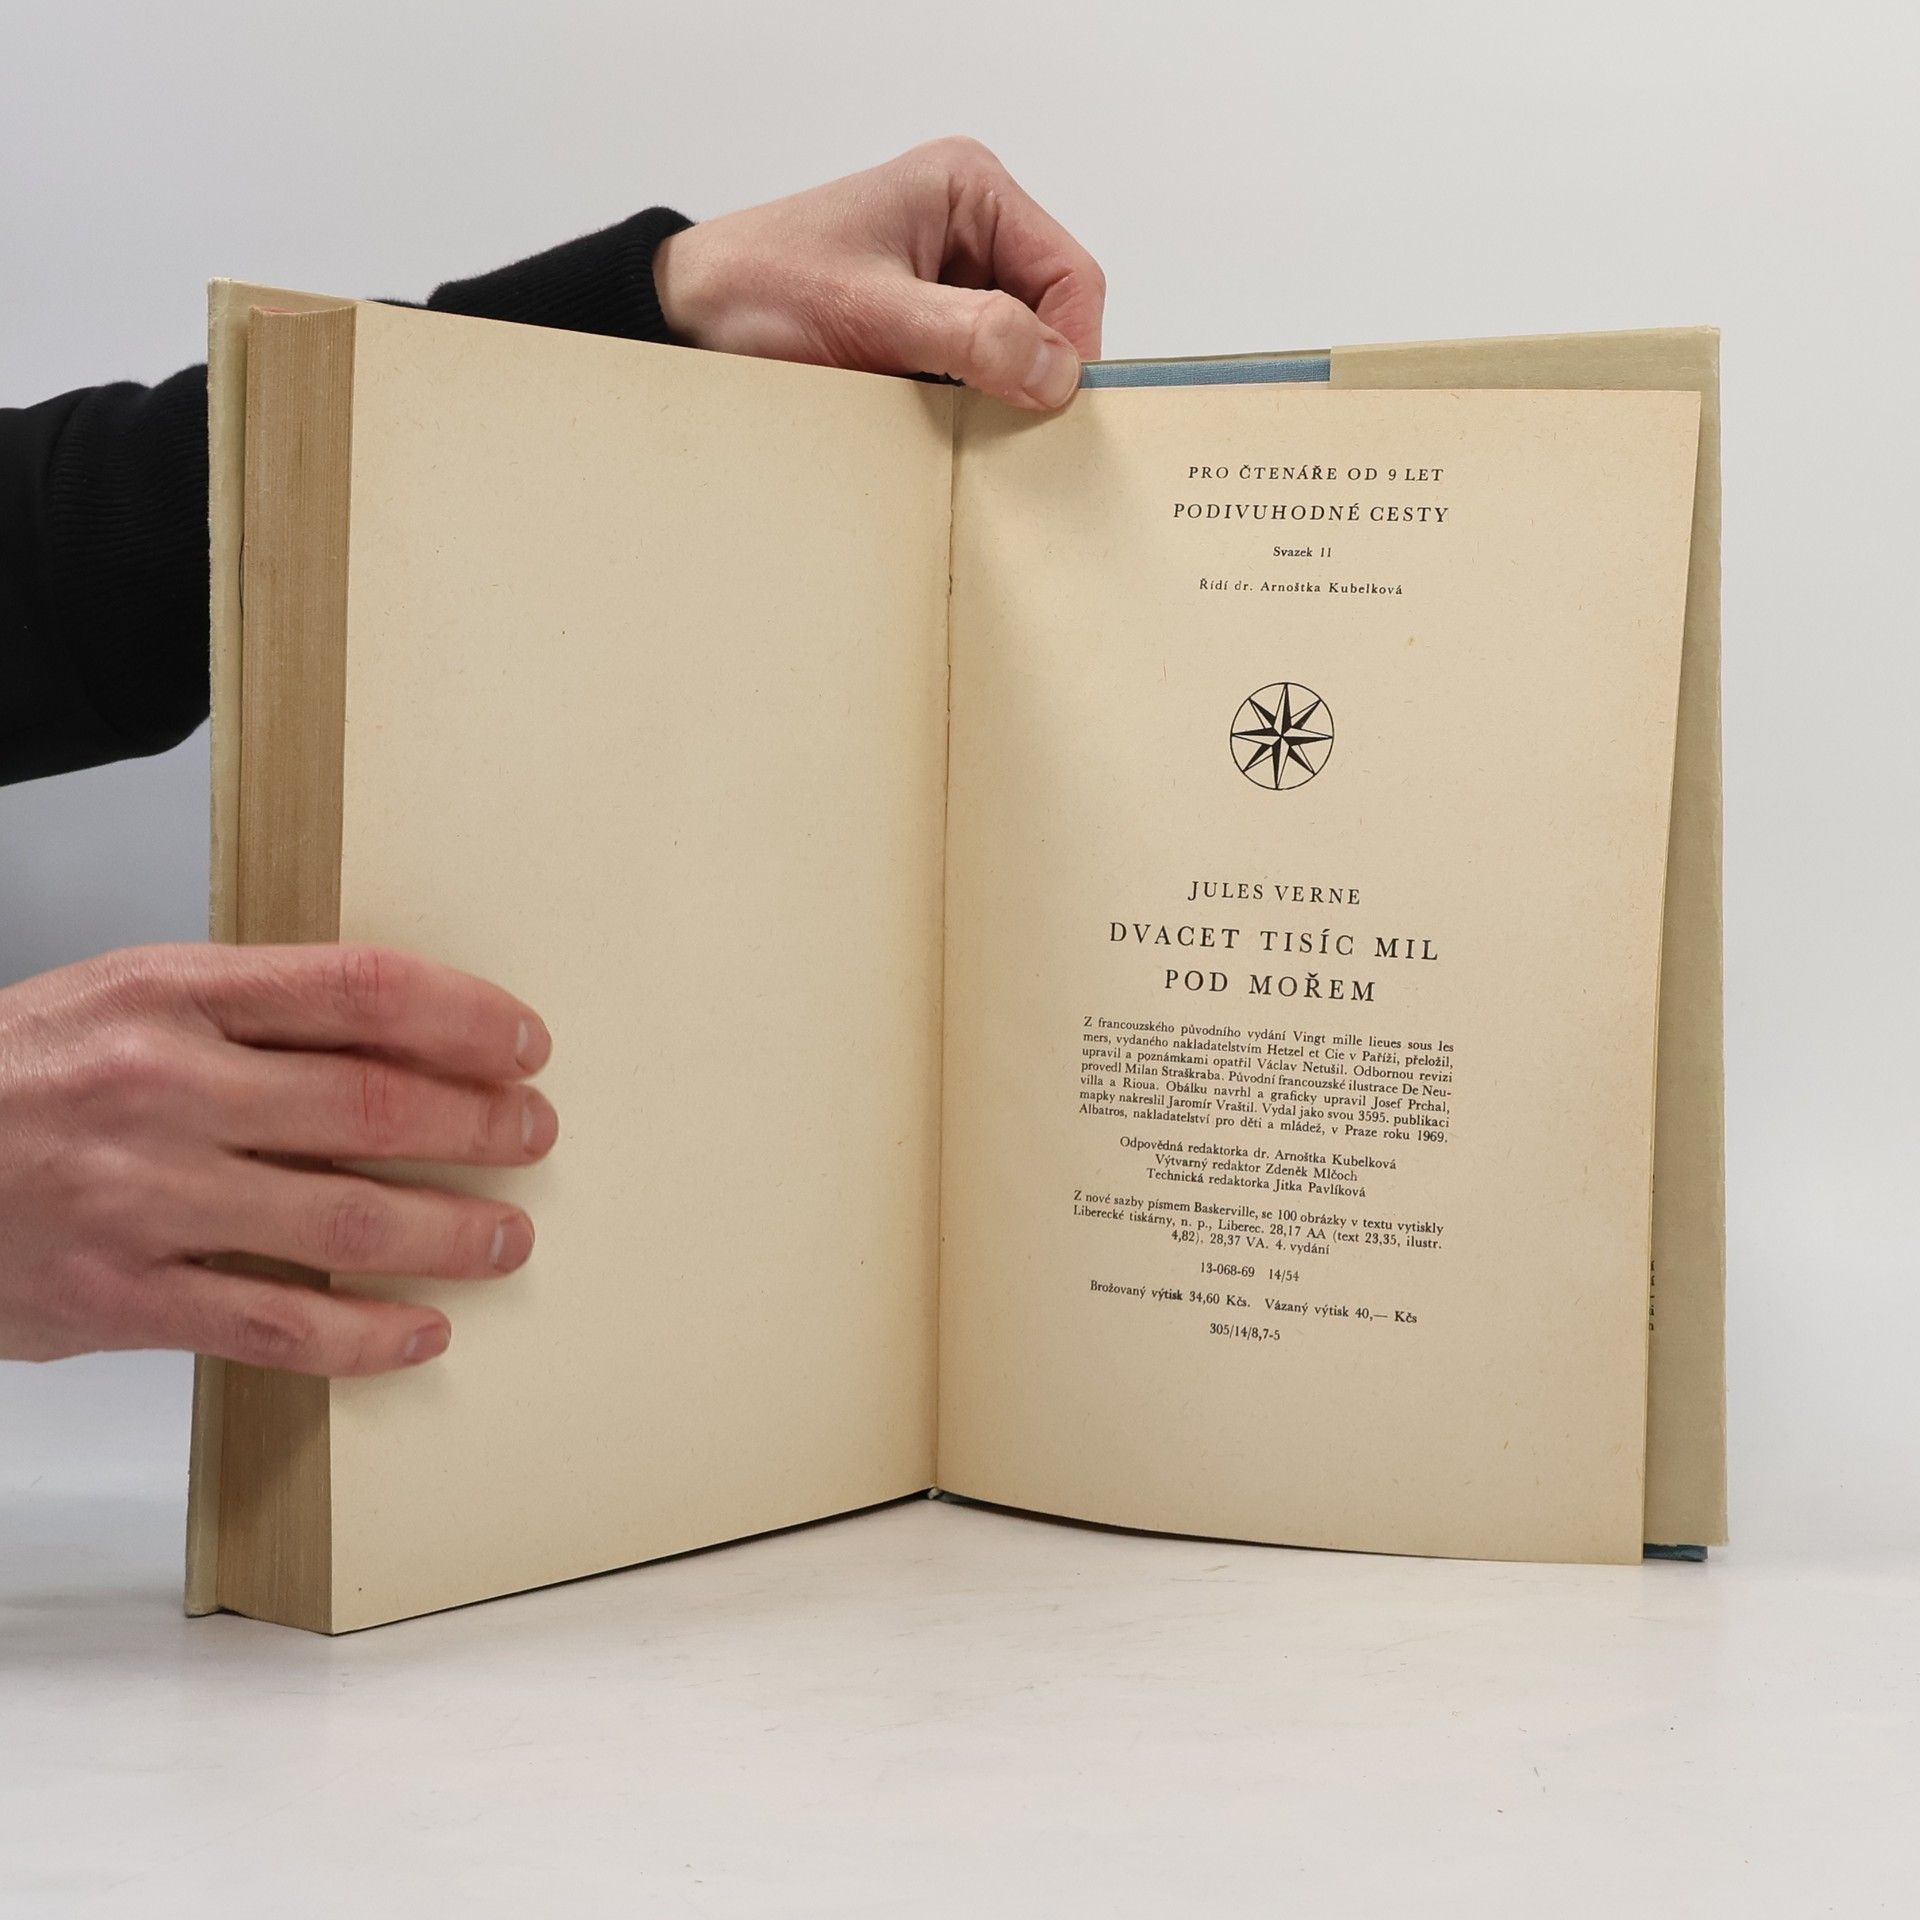 PRO ČTENÁŘE OD 9 LET
PODIVUHODNÉ CESTY
Svazek 11
Řídí dr. Arnoštka Kubelková
JULES VERNE
DVACET TISÍC MIL
POD MOŘEM
Z francouzského původního vydání Vingt mille lieues sous les
mers, vydaného nakladatelstvím Hetzel et Cie v Paříži, přeložil,
upravil a poznámkami opatřil Václav Netušil. Odbornou revizi
provedl Milan Straškraba. Původní francouzské ilustrace De Neu-
villa a Rioua. Obálku navrhl a graficky upravil Josef Prchal,
mapky nakreslil Jaromír Vraštil. Vydal jako svou 3595. publikaci
Albatros, nakladatelství pro děti a mládež, v Praze roku 1969.
Odpovědná redaktorka dr. Arnoštka Kubelková
Výtvarný redaktor Zdeněk Mlčoch
Technická redaktorka Jitka Pavlíková
Z nové sazby písmem Baskerville, se 100 obrázky v textu vytiskly
Liberecké tiskárny, n. p., Liberec. 28,17 AA (text 23,35, ilustr.
4,82), 28,37 VA. 4. vydání
13-068-69 14/54
Brožovaný výtisk 34,60 Kčs. Vázaný výtisk 40,— Kčs
305/14/8,7-5